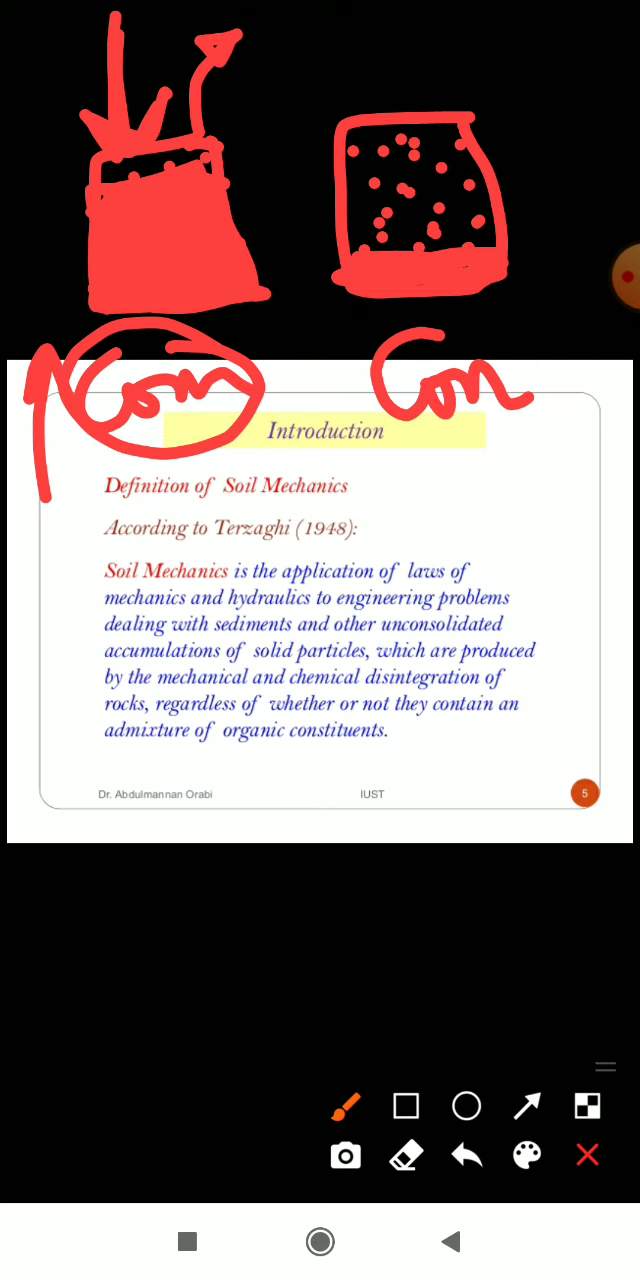 Com
Con
Introduction
Definition of Soil Mechanics
According to Terzaghi (1948):
Soil Mechanics is the application of laws of
mechanics and hydraulics to engineering problems
dealing with sediments and other unconsolidated
accumulations of solid particles, which are produced
by the mechanical and chemical disintegration of
rocks, regardless of whether or not they contain an
admixture of organic constituents.
Dr. Abdulmannan Orabi
IUST
5